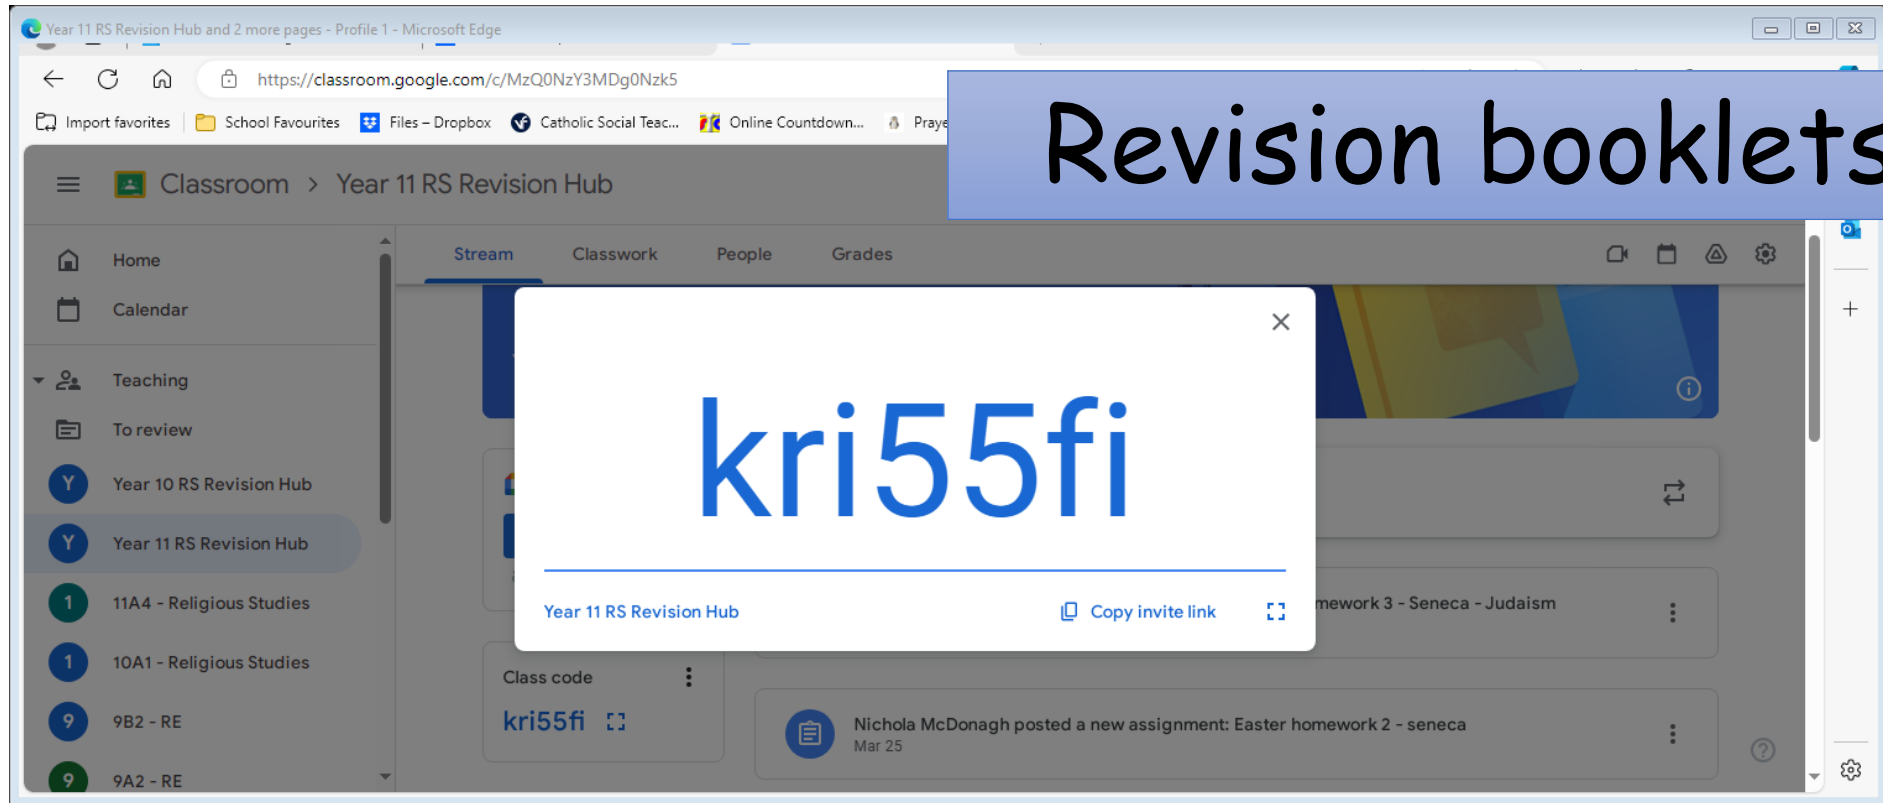 Year 11 RS Revision Hub and 2 more pages - Profile 1 - Microsoft Edge
https://classroom.google.com/c/MzQ0NzY3MDg0Nzk5
Revision booklets
Import favorites School Favourites Files – Dropbox Catholic Social Teac... Online Countdown... Praye
Classroom > Year 11 RS Revision Hub
Home
Calendar
Teaching
To review
Year 10 RS Revision Hub
Year 11 RS Revision Hub
11A4 - Religious Studies
10A1 - Religious Studies
9B2 - RE
9A2 - RE
Stream Classwork People Grades
kri55fi
Year 11 RS Revision Hub Copy invite link
mework 3 - Seneca - Judaism
Class code
kri55fi
Nichola McDonagh posted a new assignment: Easter homework 2 - seneca
Mar 25